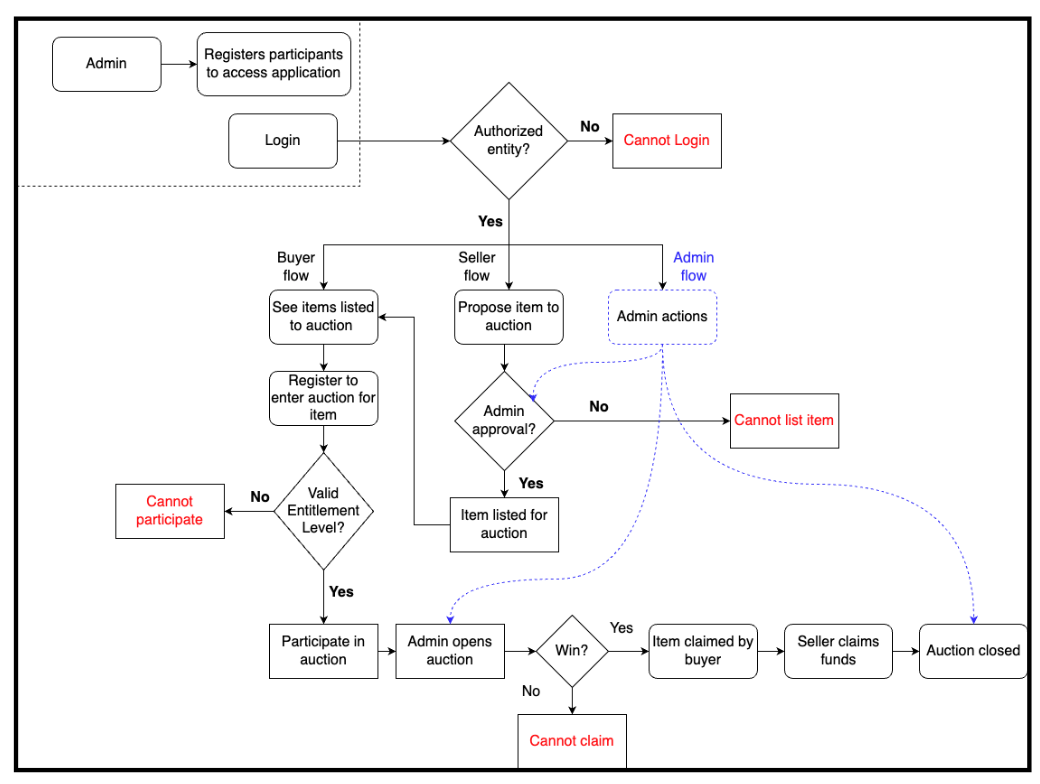 Admin
Registers participants
to access application
Login
Authorized
entity?
No
Cannot Login
Yes
Buyer
flow
Seller
flow
Admin
flow
See items listed
to auction
Propose item to
auction
Admin actions
Register to
enter auction for
item
Admin
approval?
No
Cannot list item
Yes
Cannot
participate
No
Valid
Entitlement
Level?
Item listed for
auction
Yes
Participate in
auction
Admin opens
auction
Win?
Yes
Item claimed by
buyer
Seller claims
funds
Auction closed
No
Cannot claim